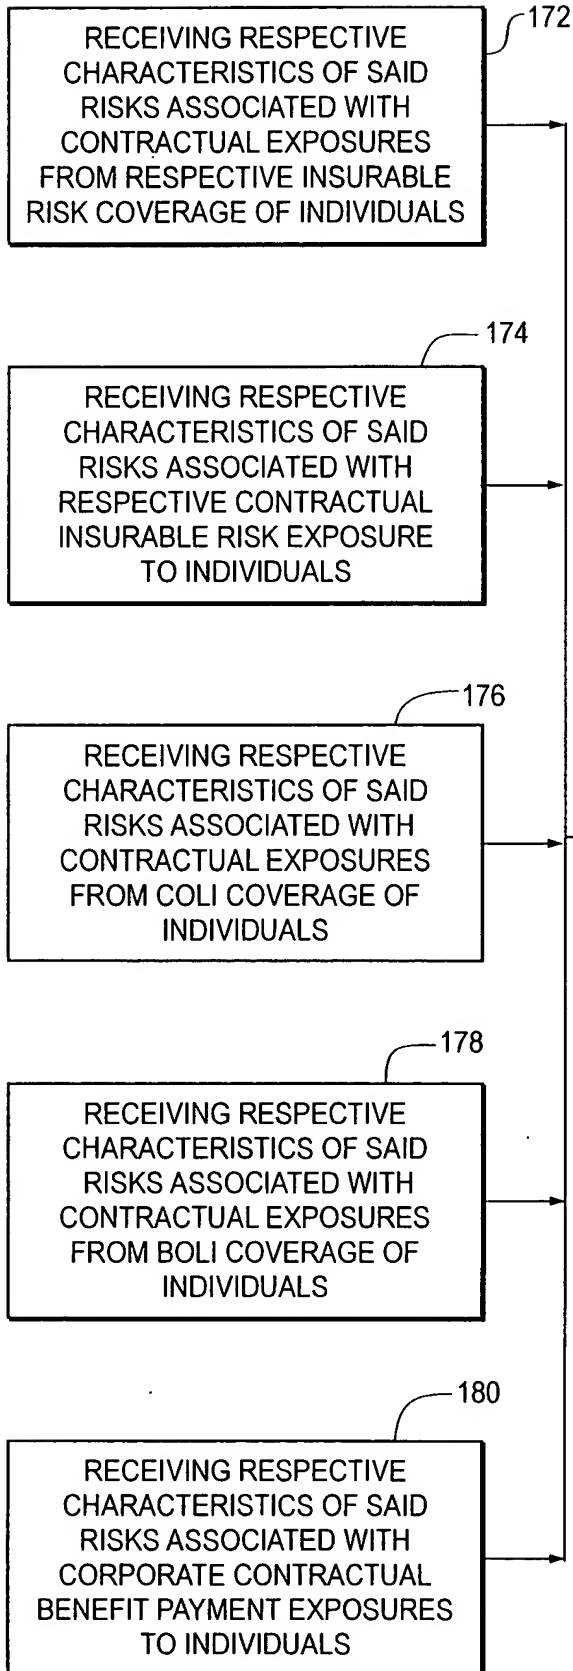 172
RECEIVING RESPECTIVE
CHARACTERISTICS OF SAID
RISKS ASSOCIATED WITH
CONTRACTUAL EXPOSURES
FROM RESPECTIVE INSURABLE
RISK COVERAGE OF INDIVIDUALS
174
RECEIVING RESPECTIVE
CHARACTERISTICS OF SAID
RISKS ASSOCIATED WITH
RESPECTIVE CONTRACTUAL
INSURABLE RISK EXPOSURE
TO INDIVIDUALS
176
RECEIVING RESPECTIVE
CHARACTERISTICS OF SAID
RISKS ASSOCIATED WITH
CONTRACTUAL EXPOSURES
FROM COLI COVERAGE OF
INDIVIDUALS
178
RECEIVING RESPECTIVE
CHARACTERISTICS OF SAID
RISKS ASSOCIATED WITH
CONTRACTUAL EXPOSURES
FROM BOLI COVERAGE OF
INDIVIDUALS
180
RECEIVING RESPECTIVE
CHARACTERISTICS OF SAID
RISKS ASSOCIATED WITH
CORPORATE CONTRACTUAL
BENEFIT PAYMENT EXPOSURES
TO INDIVIDUALS